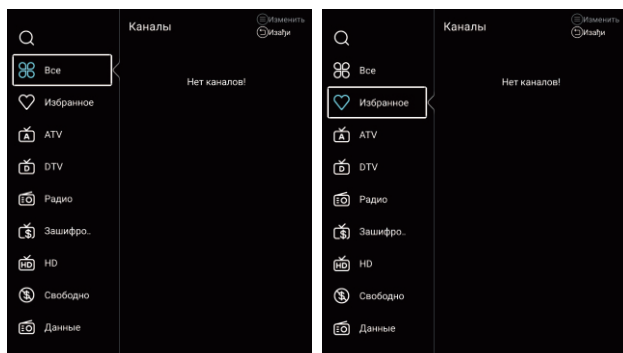 Каналы
Изменить
Изађи
Все
Нет каналов!
Избранное
ATV
DTV
Радио
Зашифро..
HD
Свободно
Данные
Каналы
Изменить
Изађи
Все
Нет каналов!
Избранное
ATV
DTV
Радио
Зашифро..
HD
Свободно
Данные